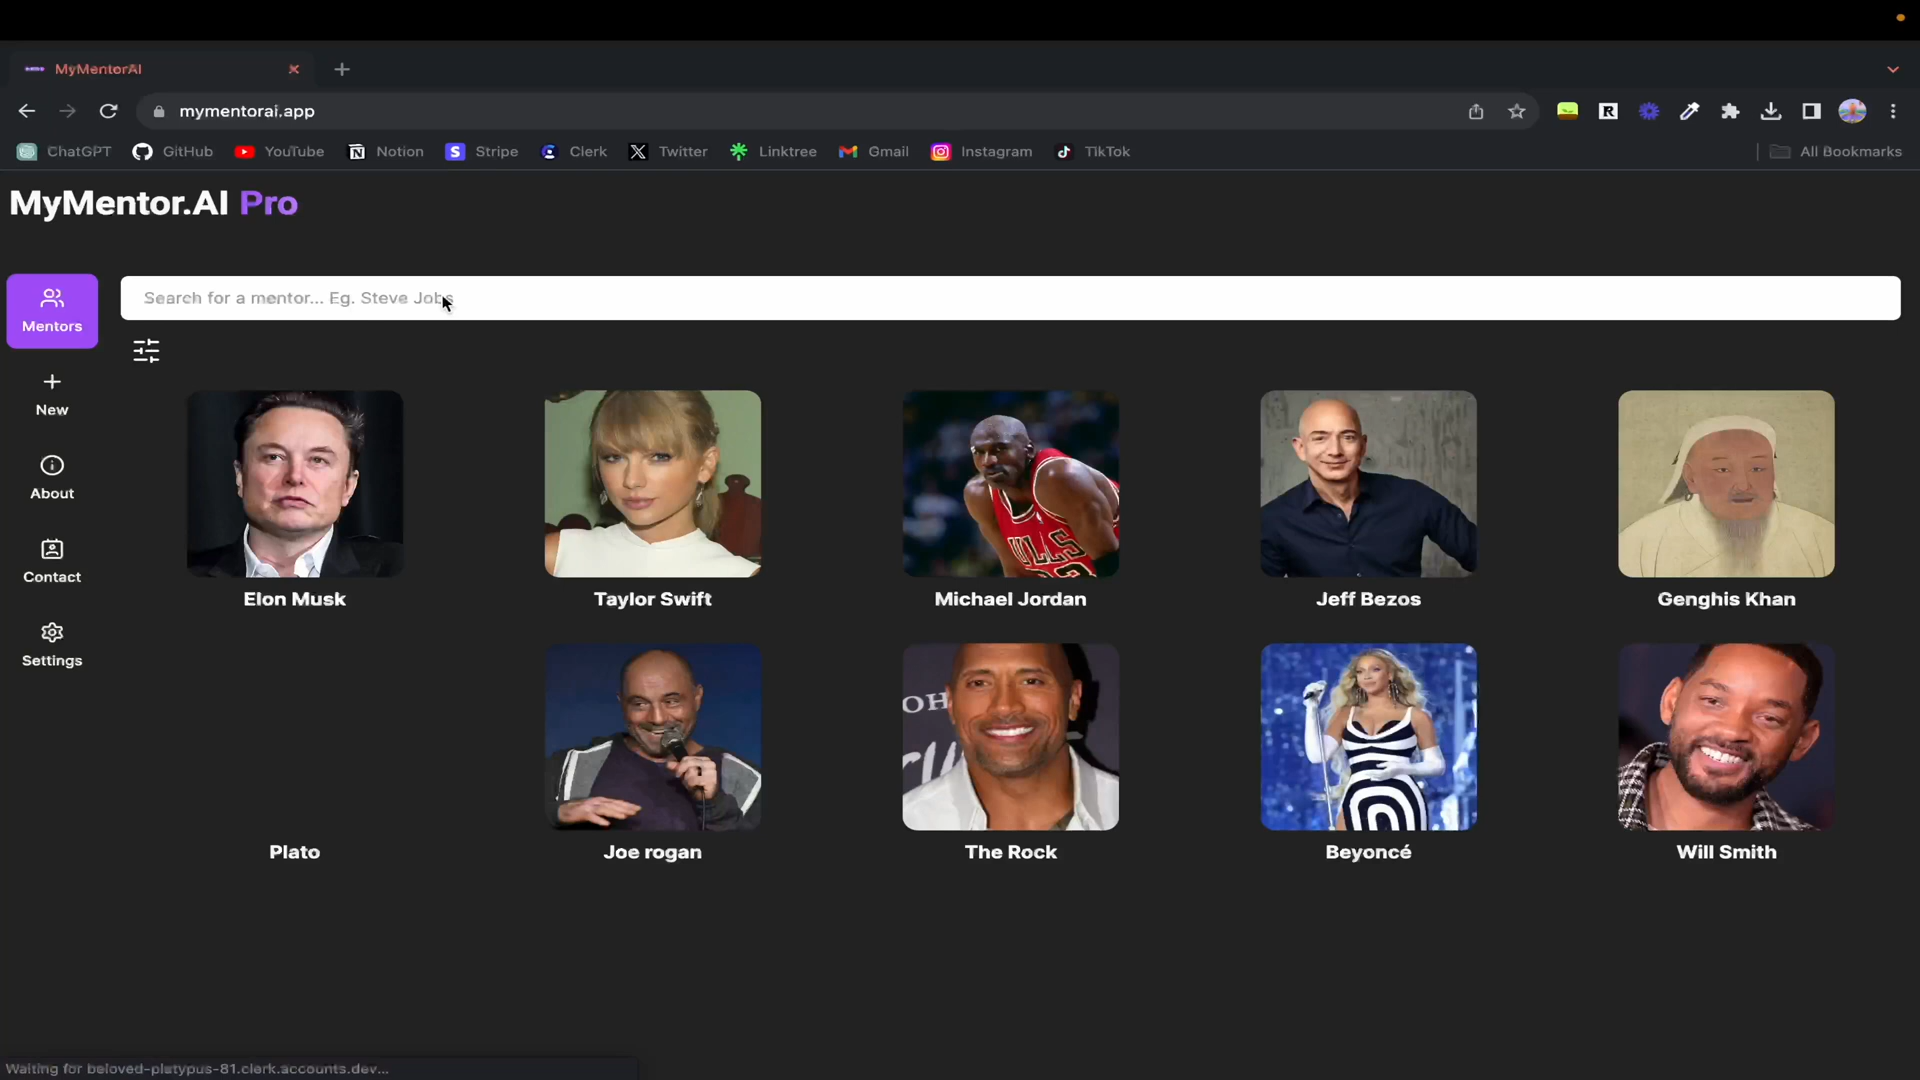 MyMentorAI
mymentorai.app
ChatGPT GitHub YouTube Notion Stripe Clerk Twitter Linktree Gmail Instagram TikTok All Bookmarks
MyMentor.AI Pro
Search for a mentor... Eg. Steve Jobs
Mentors
New
About
Contact
Settings
BULLS
Elon Musk Taylor Swift Michael Jordan Jeff Bezos Genghis Khan
OH
Plato Joe rogan The Rock Beyoncé Will Smith
Waiting for beloved-platypus-81.clerk.accounts.dev...